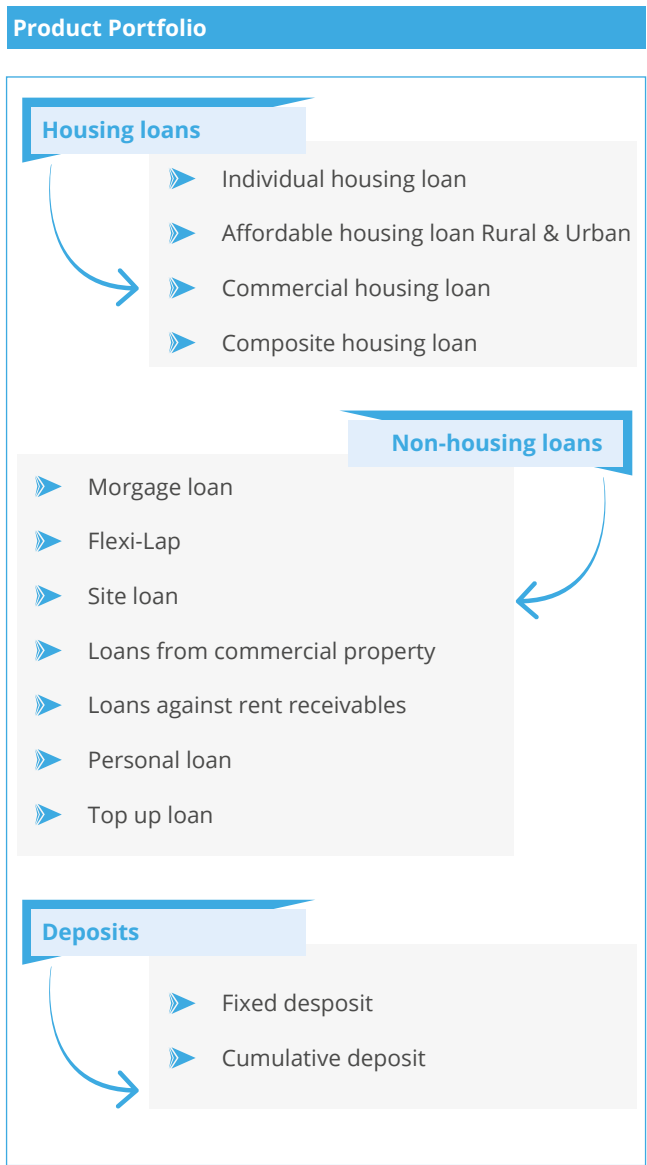 Product Portfolio
Housing loans
Individual housing loan
Affordable housing loan Rural & Urban
Commercial housing loan
Composite housing loan
Non-housing loans
Morgage loan
Flexi-Lap
Site loan
Loans from commercial property
Loans against rent receivables
Personal loan
Top up loan
Deposits
Fixed desposit
Cumulative deposit